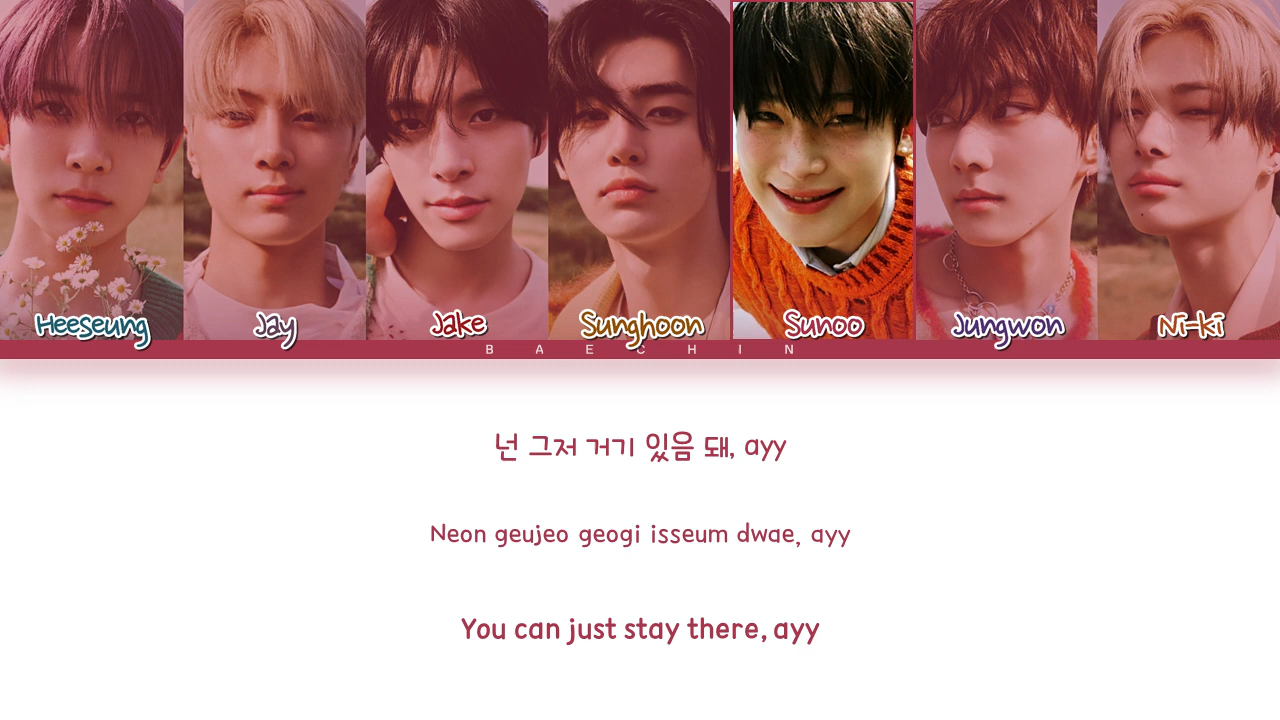 Heeseung Jay Jake Sunghoon Sunoo Jungwon Ni-ki
BAECHIN
넌 그저 거기 있음 돼, ayy
Neon geujeo geogi isseum dwae, ayy
You can just stay there, ayy